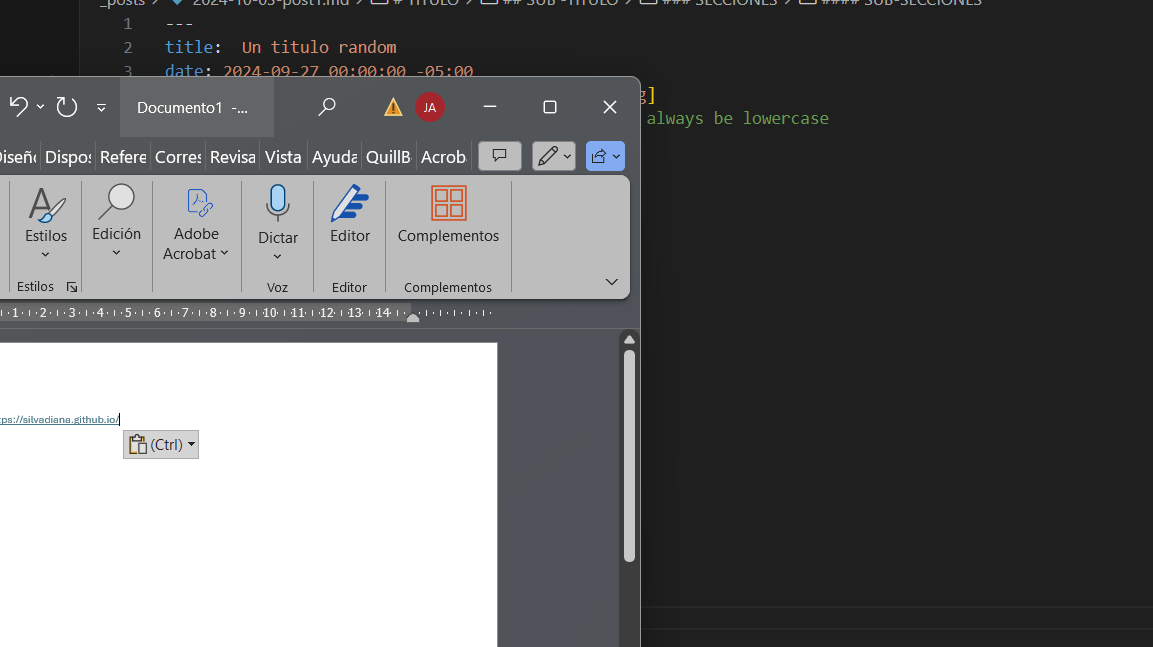 _posts > 2024-10-03-post1.md > # TITULO > ## SUB -TITULO > ### SECCIONES > #### SUB-SECCIONES
1 ---
2 title:  Un titulo random
3 date: 2024-09-27 00:00:00 -05:00
g]
always be lowercase
Documento1 -...
JA
Diseñ Dispos Refere Corres Revisa Vista Ayuda QuillB Acrob
Estilos
Edición
Adobe
Acrobat
Dictar
Editor
Complementos
Estilos
Voz
Editor
Complementos
1 2 3 4 5 6 7 8 9 10 11 12 13 14
tps://silvadiana.github.io/
(Ctrl)